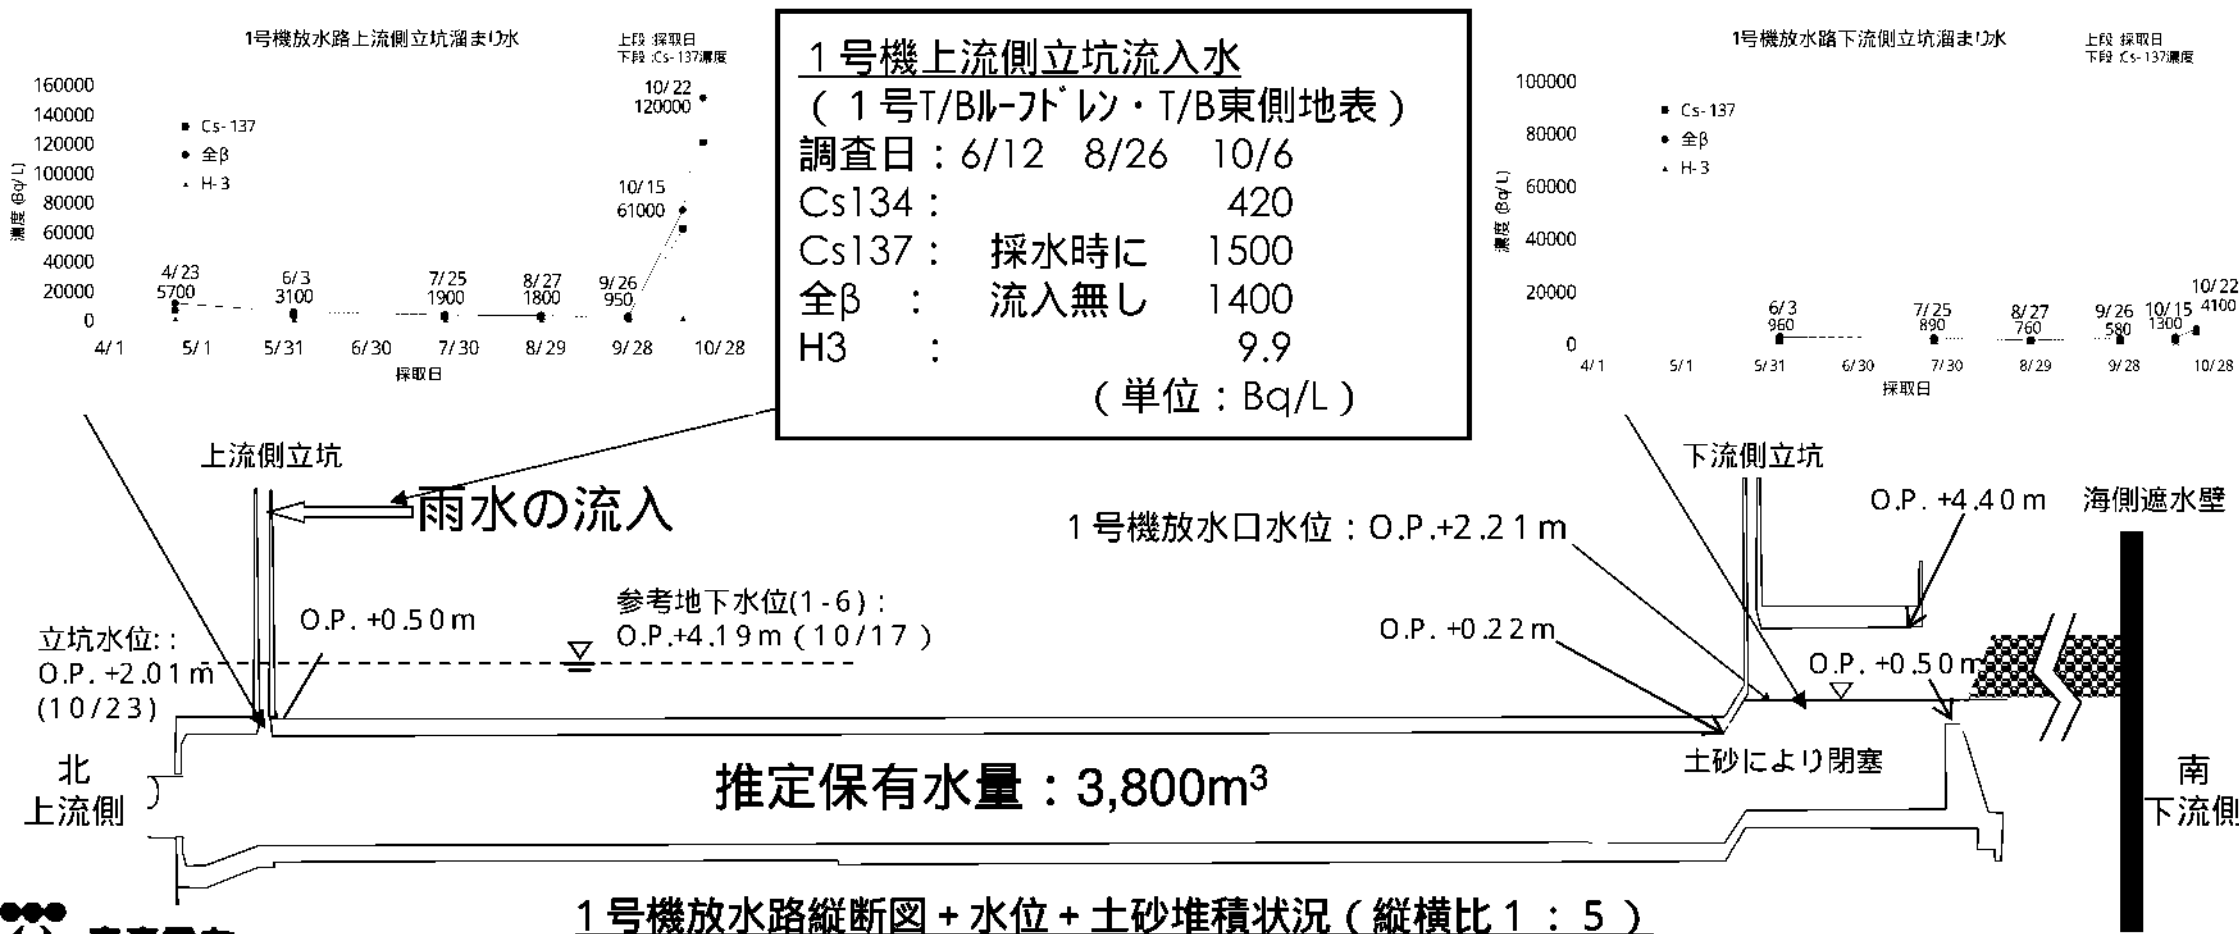 1号機放水路上流側立坑溜まり水
上段:採取日
下段:Cs-137濃度
160000
140000
120000
100000
80000
60000
40000
20000
0
濃度(Bq/L)
Cs-137
全β
H-3
4/23
5700
6/3
3100
7/25
1900
8/27
1800
9/26
950
10/15
61000
10/22
120000
4/1 5/1 5/31 6/30 7/30 8/29 9/28 10/28
採取日
1号機上流側立坑流入水
(1号T/Bルーフドレン・T/B東側地表)
調査日:6/12 8/26 10/6
Cs134: 420
Cs137: 採水時に 1500
全β : 流入無し 1400
H3 : 9.9
(単位:Bq/L)
1号機放水路下流側立坑溜まり水
上段:採取日
下段:Cs-137濃度
100000
80000
60000
40000
20000
0
濃度(Bq/L)
Cs-137
全β
H-3
6/3
960
7/25
890
8/27
760
9/26
580
10/15
1300
10/22
4100
4/1 5/1 5/31 6/30 7/30 8/29 9/28 10/28
採取日
上流側立坑
雨水の流入
下流側立坑
O.P. +4.40m
海側遮水壁
1号機放水口水位:O.P.+2.21m
参考地下水位(1-6):
O.P.+4.19m(10/17)
O.P. +0.50m
立坑水位::
O.P. +2.01m
(10/23)
O.P. +0.22m
O.P. +0.50m
土砂により閉塞
北
上流側
推定保有水量:3,800m³
南
下流側
1号機放水路縦断図+水位+土砂堆積状況(縦横比1:5)